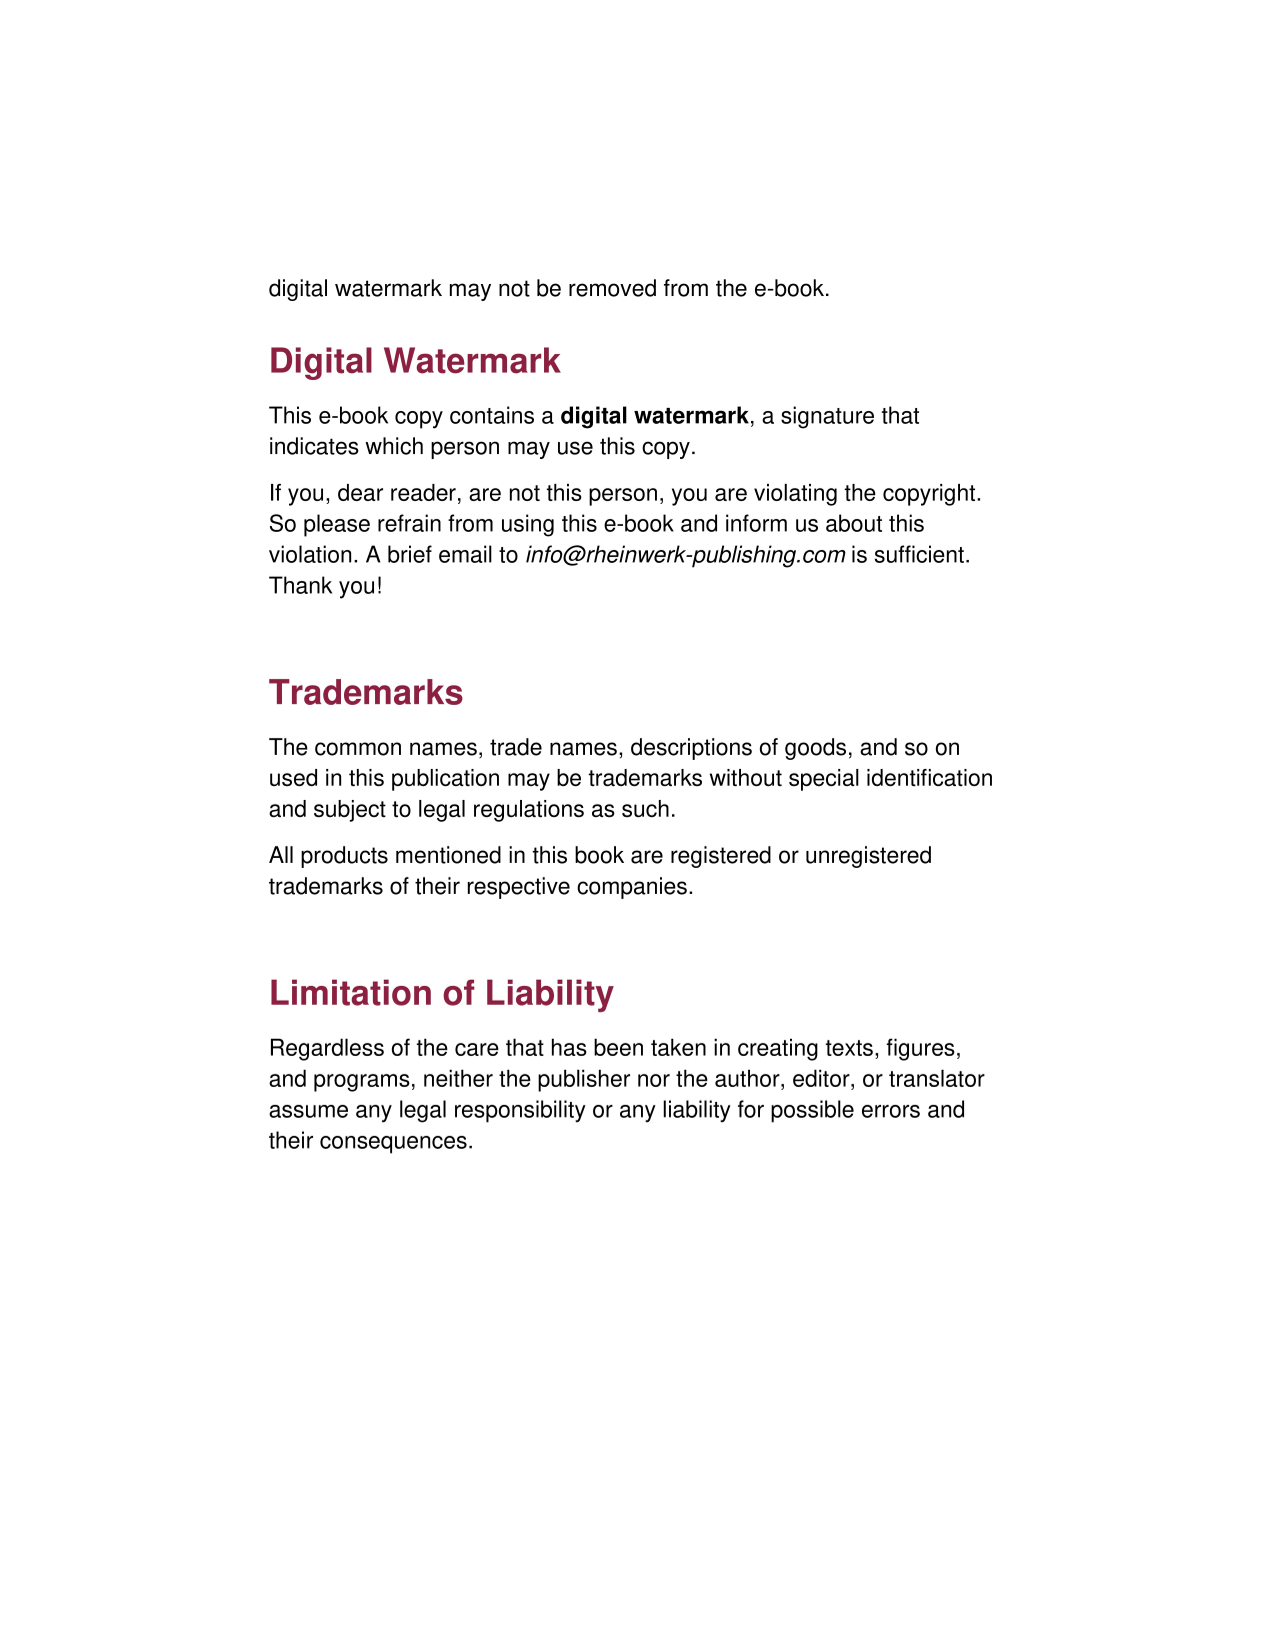 digital watermark may not be removed from the e-book.
Digital Watermark
This e-book copy contains a digital watermark, a signature that
indicates which person may use this copy.
If you, dear reader, are not this person, you are violating the copyright.
So please refrain from using this e-book and inform us about this
violation. A brief email to info@rheinwerk-publishing.com is sufficient.
Thank you!
Trademarks
The common names, trade names, descriptions of goods, and so on
used in this publication may be trademarks without special identification
and subject to legal regulations as such.
All products mentioned in this book are registered or unregistered
trademarks of their respective companies.
Limitation of Liability
Regardless of the care that has been taken in creating texts, figures,
and programs, neither the publisher nor the author, editor, or translator
assume any legal responsibility or any liability for possible errors and
their consequences.